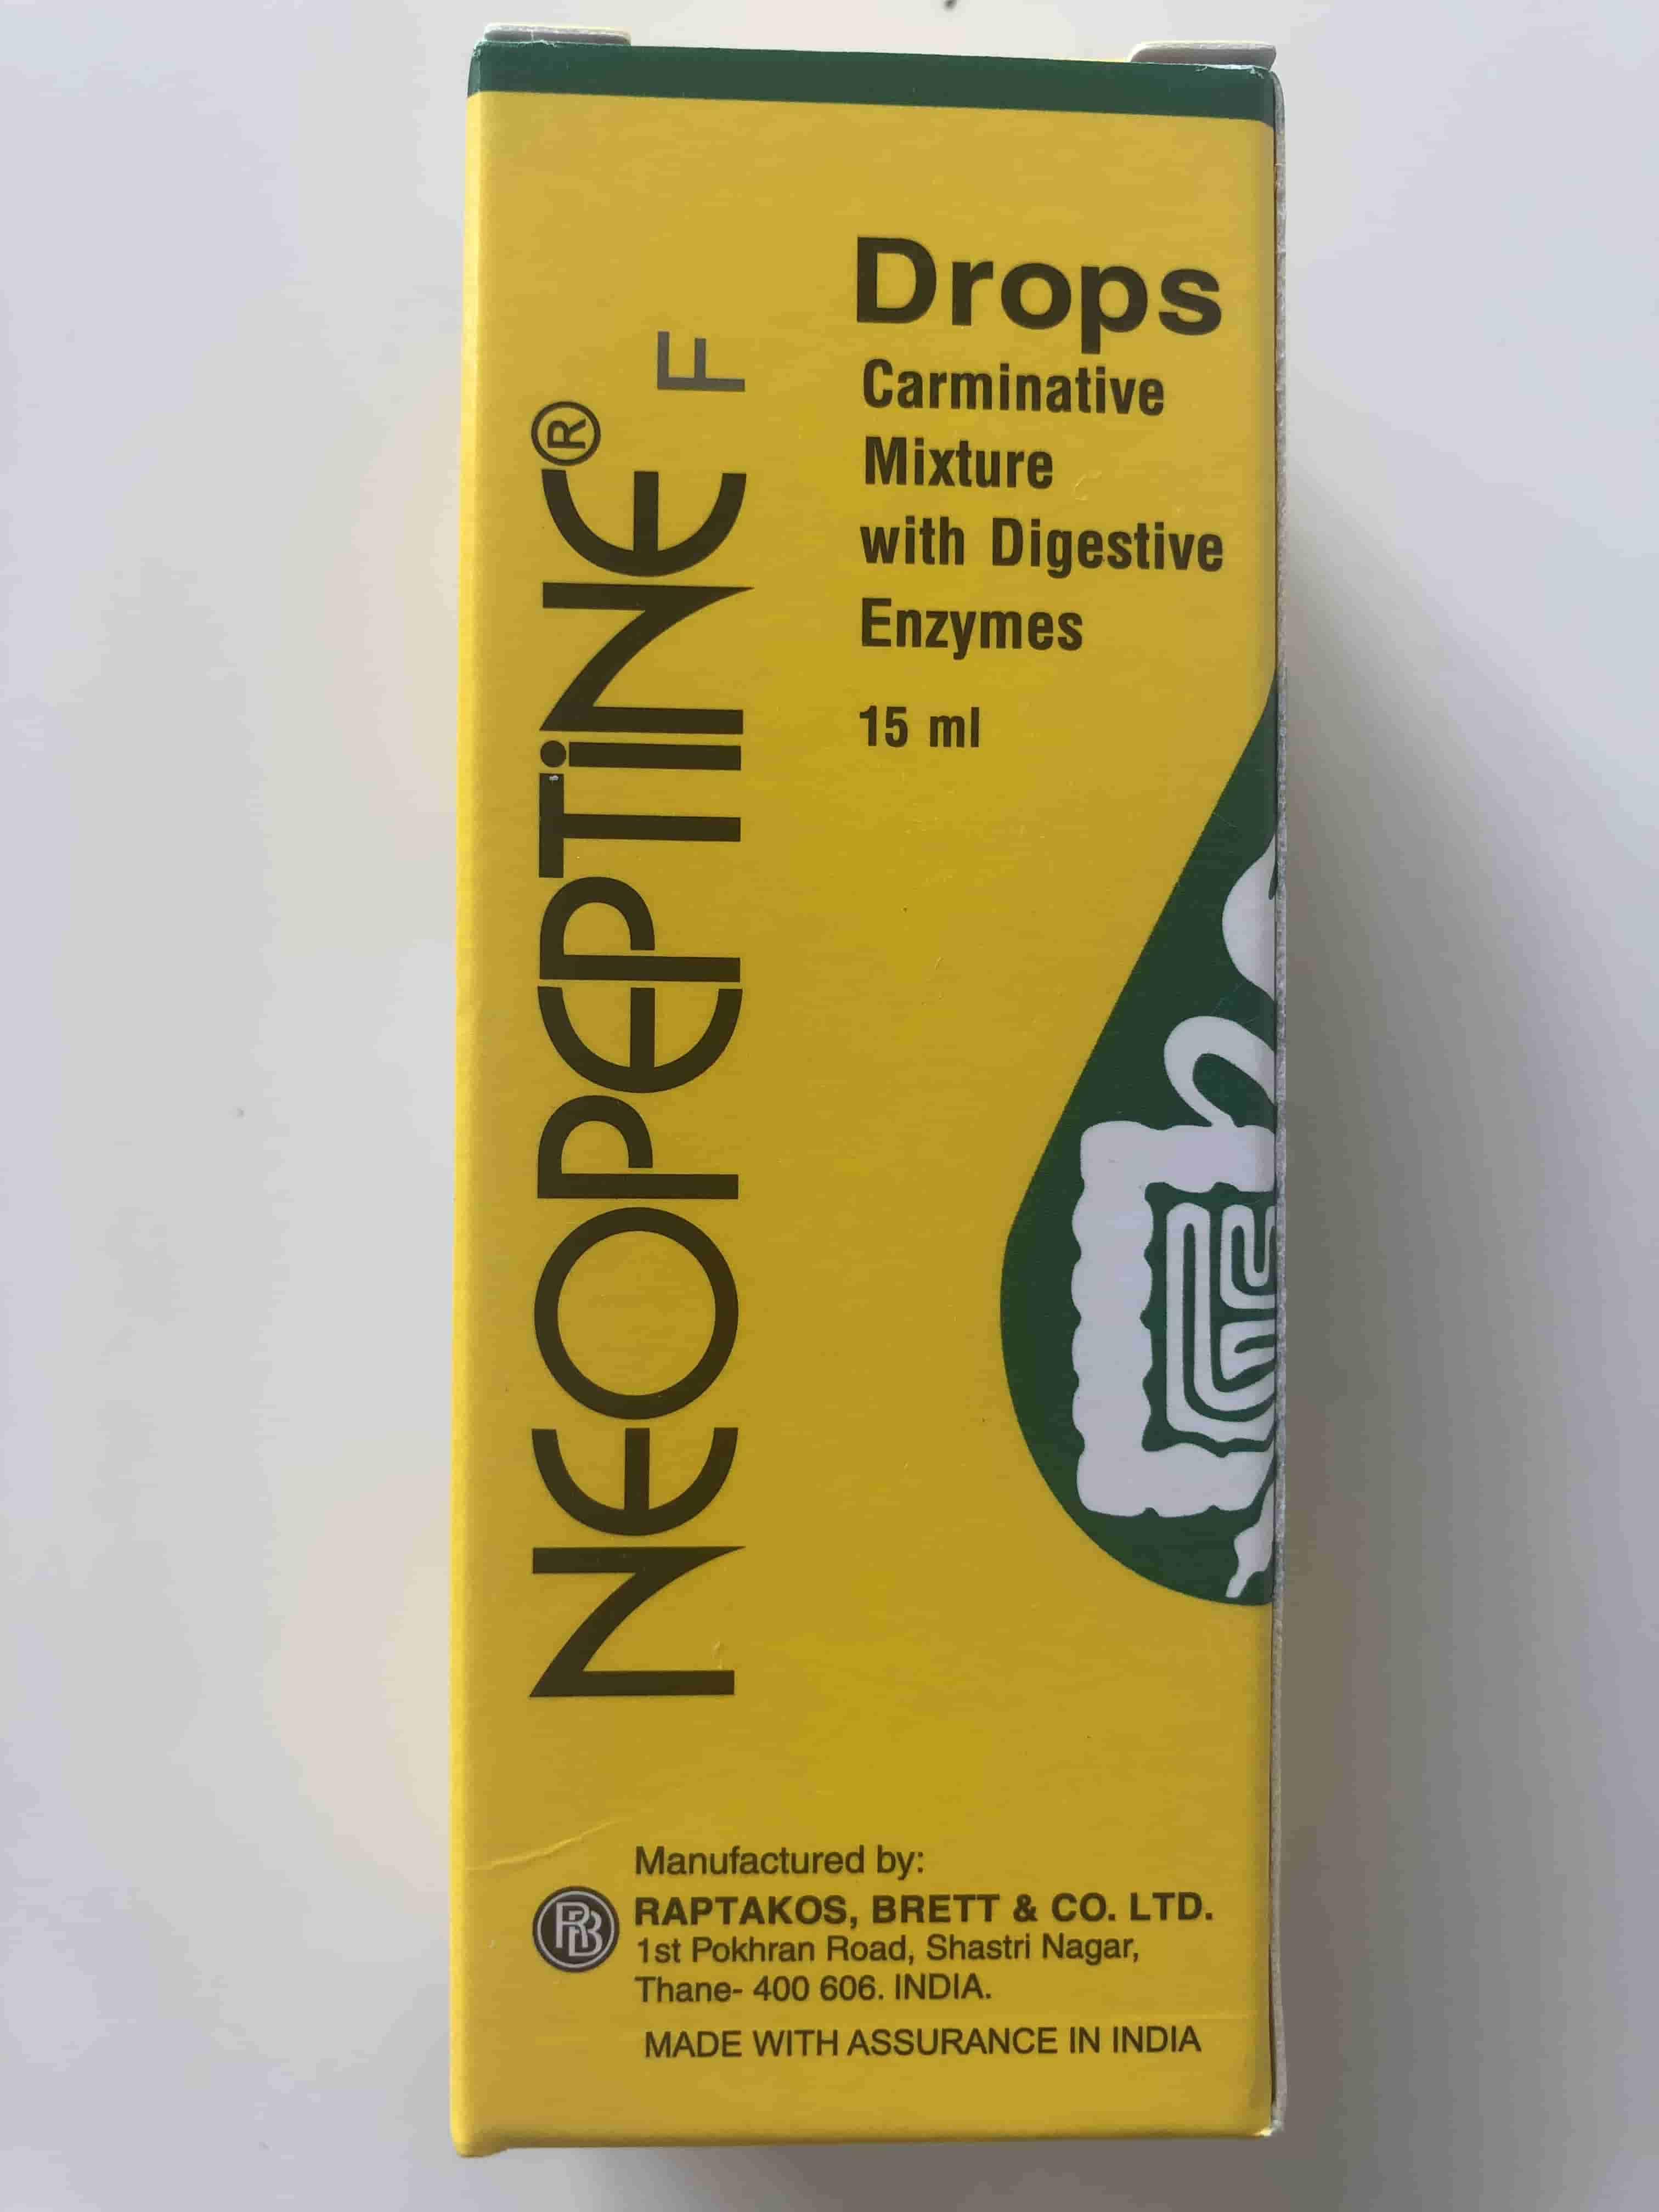 NEOPEPTINE® F
Drops
Carminative
Mixture
with Digestive
Enzymes
15 ml
Manufactured by:
RAPTAKOS, BRETT & CO. LTD.
1st Pokhran Road, Shastri Nagar,
Thane- 400 606. INDIA.
MADE WITH ASSURANCE IN INDIA